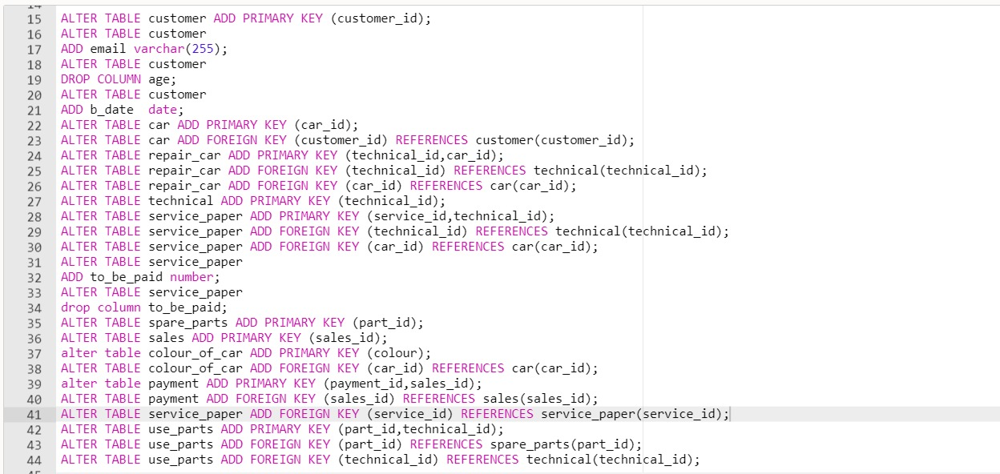 15 ALTER TABLE customer ADD PRIMARY KEY (customer_id);
16 ALTER TABLE customer
17 ADD email varchar(255);
18 ALTER TABLE customer
19 DROP COLUMN age;
20 ALTER TABLE customer
21 ADD b_date  date;
22 ALTER TABLE car ADD PRIMARY KEY (car_id);
23 ALTER TABLE car ADD FOREIGN KEY (customer_id) REFERENCES customer(customer_id);
24 ALTER TABLE repair_car ADD PRIMARY KEY (technical_id,car_id);
25 ALTER TABLE repair_car ADD FOREIGN KEY (technical_id) REFERENCES technical(technical_id);
26 ALTER TABLE repair_car ADD FOREIGN KEY (car_id) REFERENCES car(car_id);
27 ALTER TABLE technical ADD PRIMARY KEY (technical_id);
28 ALTER TABLE service_paper ADD PRIMARY KEY (service_id,technical_id);
29 ALTER TABLE service_paper ADD FOREIGN KEY (technical_id) REFERENCES technical(technical_id);
30 ALTER TABLE service_paper ADD FOREIGN KEY (car_id) REFERENCES car(car_id);
31 ALTER TABLE service_paper
32 ADD to_be_paid number;
33 ALTER TABLE service_paper
34 drop column to_be_paid;
35 ALTER TABLE spare_parts ADD PRIMARY KEY (part_id);
36 ALTER TABLE sales ADD PRIMARY KEY (sales_id);
37 alter table colour_of_car ADD PRIMARY KEY (colour);
38 ALTER TABLE colour_of_car ADD FOREIGN KEY (car_id) REFERENCES car(car_id);
39 alter table payment ADD PRIMARY KEY (payment_id,sales_id);
40 ALTER TABLE payment ADD FOREIGN KEY (sales_id) REFERENCES sales(sales_id);
41 ALTER TABLE service_paper ADD FOREIGN KEY (service_id) REFERENCES service_paper(service_id);
42 ALTER TABLE use_parts ADD PRIMARY KEY (part_id,technical_id);
43 ALTER TABLE use_parts ADD FOREIGN KEY (part_id) REFERENCES spare_parts(part_id);
44 ALTER TABLE use_parts ADD FOREIGN KEY (technical_id) REFERENCES technical(technical_id);